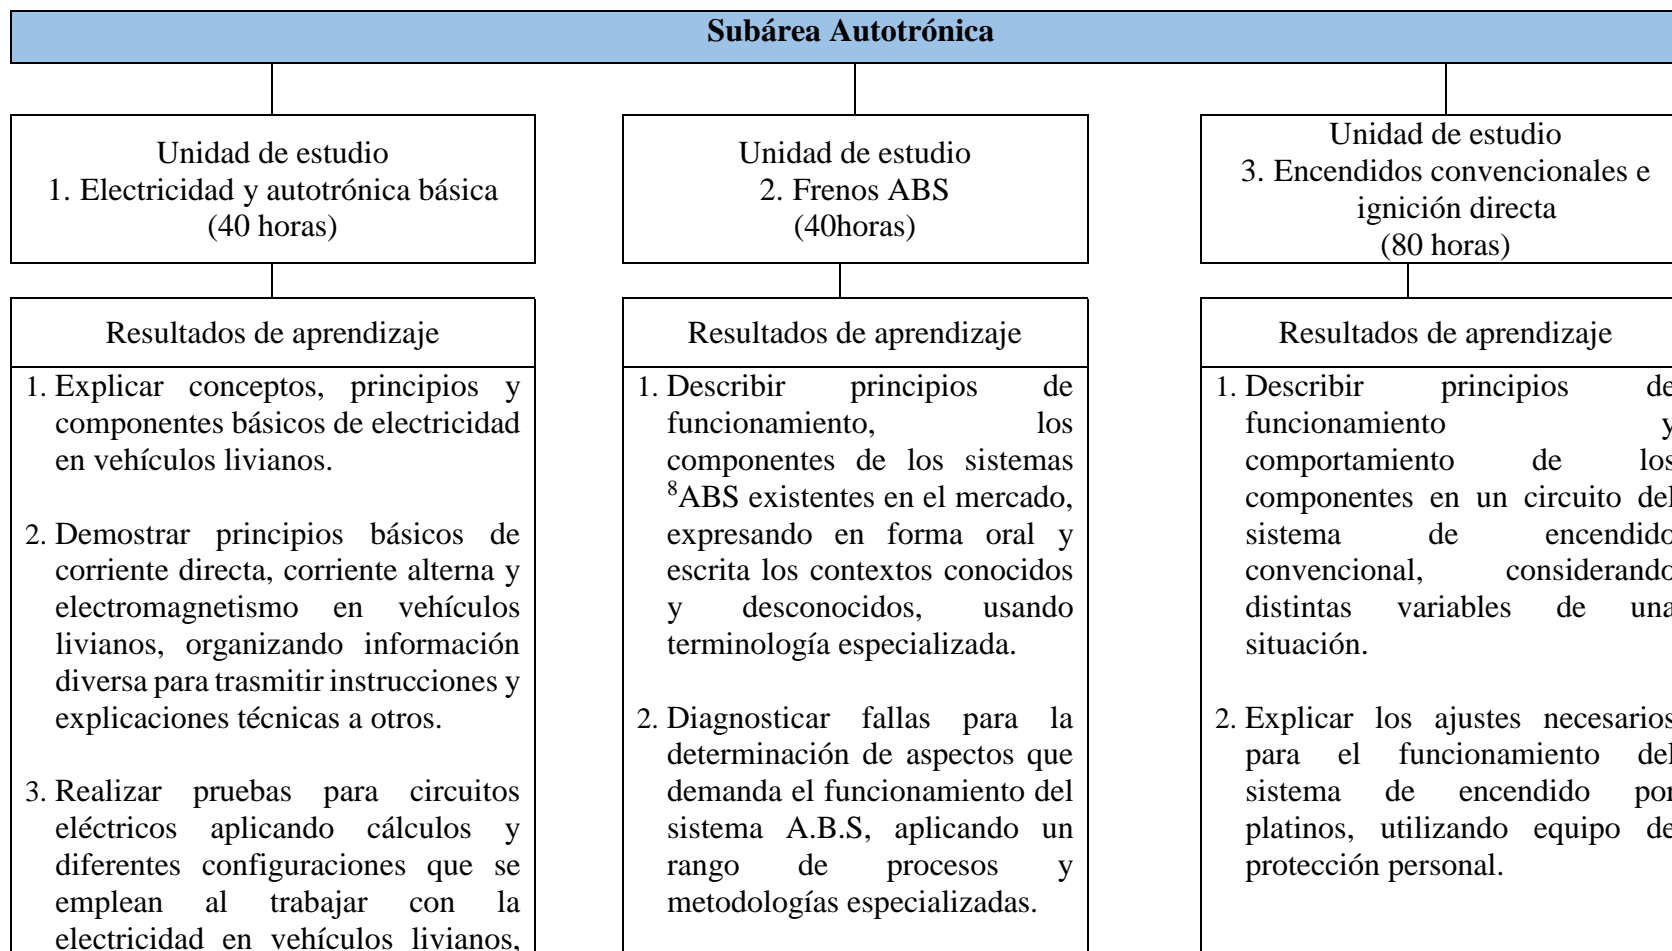 Subárea Autotrónica
Unidad de estudio
1. Electricidad y autotrónica básica
(40 horas)
Resultados de aprendizaje
1. Explicar conceptos, principios y
componentes básicos de electricidad
en vehículos livianos.
2. Demostrar principios básicos de
corriente directa, corriente alterna y
electromagnetismo en vehículos
livianos, organizando información
diversa para trasmitir instrucciones y
explicaciones técnicas a otros.
3. Realizar pruebas para circuitos
eléctricos aplicando cálculos y
diferentes configuraciones que se
emplean al trabajar con la
electricidad en vehículos livianos,
Unidad de estudio
2. Frenos ABS
(40horas)
Resultados de aprendizaje
1. Describir principios de
funcionamiento, los
componentes de los sistemas
⁸ABS existentes en el mercado,
expresando en forma oral y
escrita los contextos conocidos
y desconocidos, usando
terminología especializada.
2. Diagnosticar fallas para la
determinación de aspectos que
demanda el funcionamiento del
sistema A.B.S, aplicando un
rango de procesos y
metodologías especializadas.
Unidad de estudio
3. Encendidos convencionales e
ignición directa
(80 horas)
Resultados de aprendizaje
1. Describir principios de
funcionamiento y
comportamiento de los
componentes en un circuito del
sistema de encendido
convencional, considerando
distintas variables de una
situación.
2. Explicar los ajustes necesarios
para el funcionamiento del
sistema de encendido por
platinos, utilizando equipo de
protección personal.